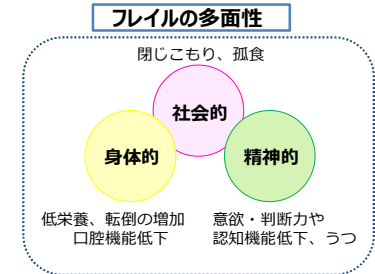 フレイルの多面性
閉じこもり、孤食
社会的
身体的
精神的
低栄養、転倒の増加
口腔機能低下
意欲・判断力や
認知機能低下、うつ